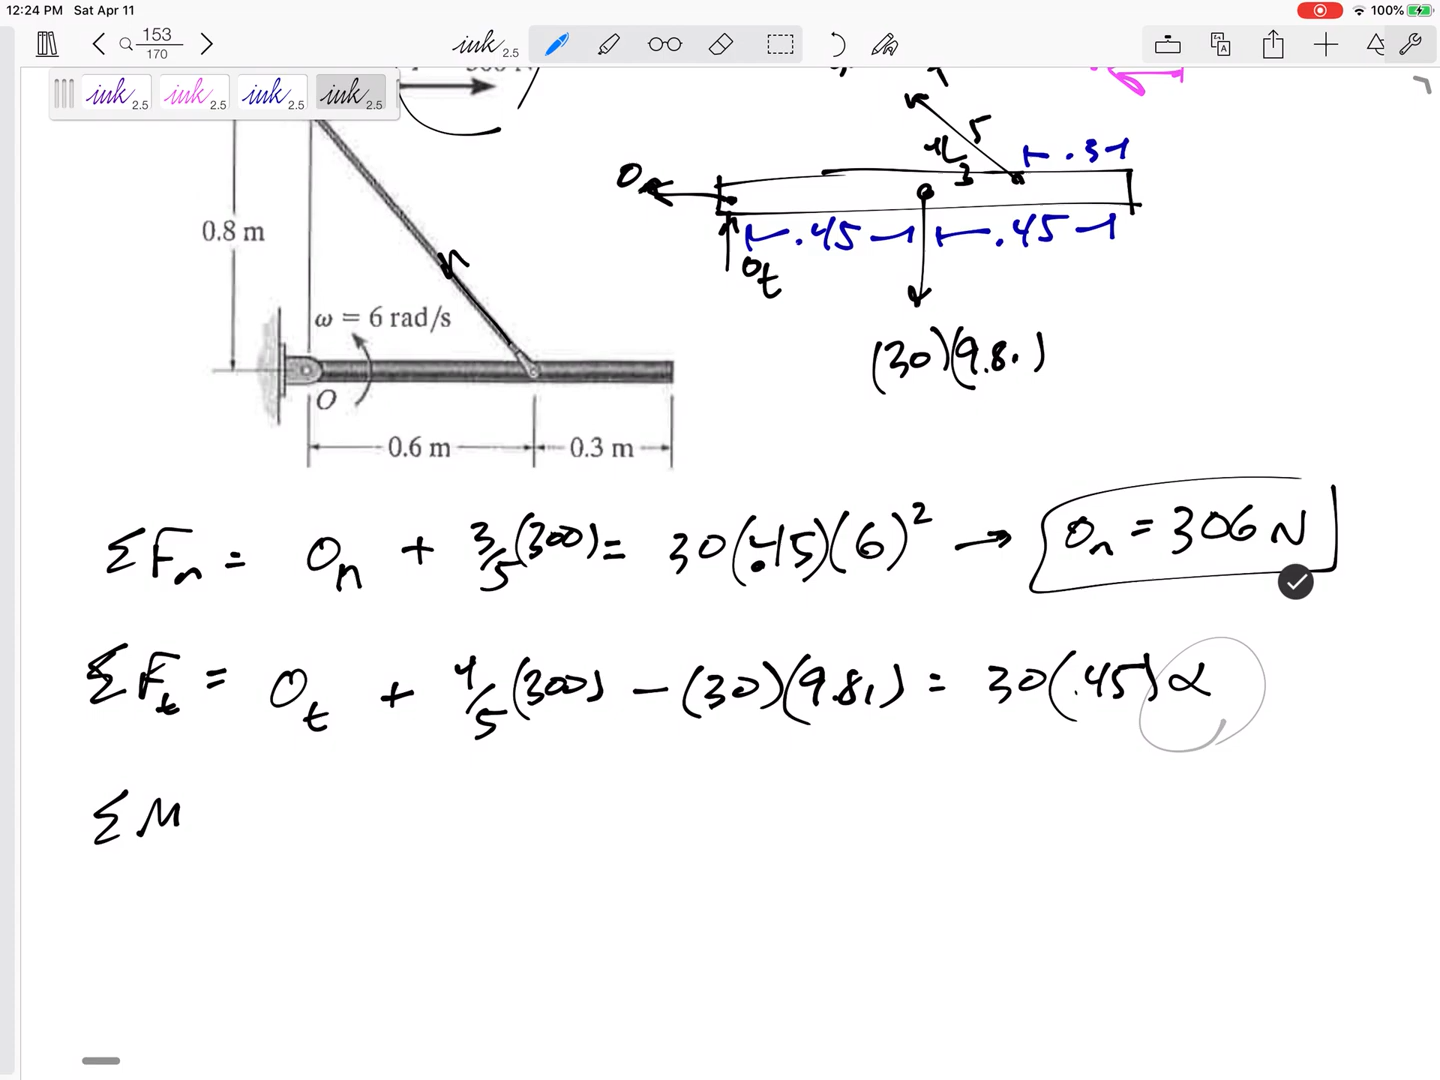 12:24 PM Sat Apr 11
100%
153
170
ink 2.5
ink 2.5 ink 2.5 ink 2.5 ink 2.5
5
4
3
.3
O
.45 .45
Ot
(30)(9.81)
0.8 m
ω = 6 rad/s
O
0.6 m 0.3 m
ΣFn = On + 3/5(300) = 30(.45)(6)² → On = 306 N
ΣFt = Ot + 4/5(300) − (30)(9.81) = 30(.45)α
ΣM